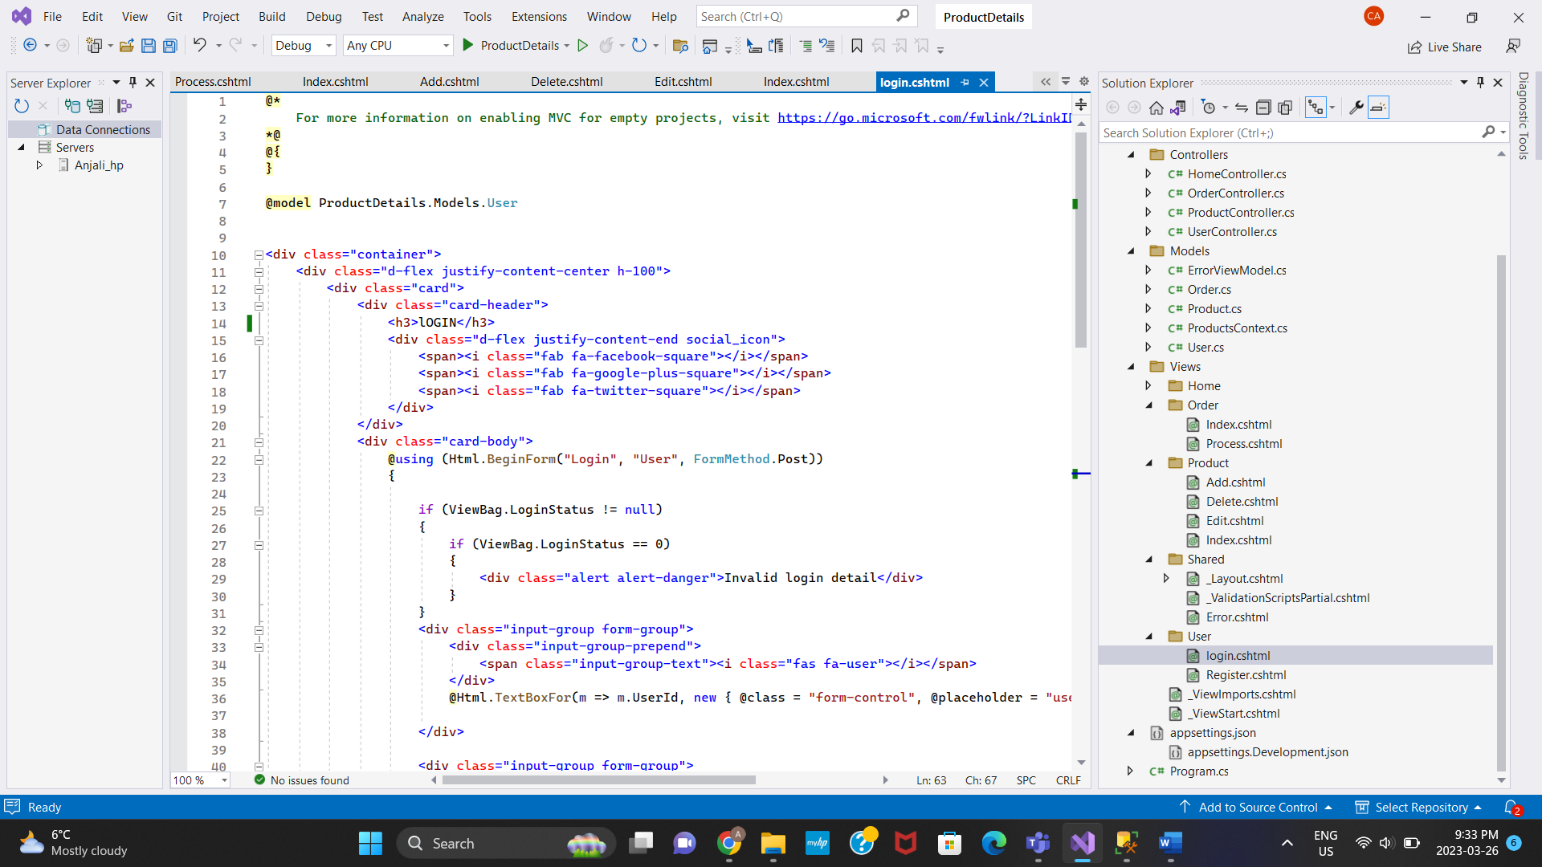 File Edit View Git Project Build Debug Test Analyze Tools Extensions Window Help Search (Ctrl+Q) ProductDetails CA
Debug Any CPU ProductDetails Live Share
Server Explorer
Data Connections
Servers
Anjali_hp
Process.cshtml Index.cshtml Add.cshtml Delete.cshtml Edit.cshtml Index.cshtml login.cshtml
1 @*
2 For more information on enabling MVC for empty projects, visit https://go.microsoft.com/fwlink/?LinkID
3 *@
4 @{
5 }
6
7 @model ProductDetails.Models.User
8
9
10 <div class="container">
11 <div class="d-flex justify-content-center h-100">
12 <div class="card">
13 <div class="card-header">
14 <h3>lOGIN</h3>
15 <div class="d-flex justify-content-end social_icon">
16 <span><i class="fab fa-facebook-square"></i></span>
17 <span><i class="fab fa-google-plus-square"></i></span>
18 <span><i class="fab fa-twitter-square"></i></span>
19 </div>
20 </div>
21 <div class="card-body">
22 @using (Html.BeginForm("Login", "User", FormMethod.Post))
23 {
24
25 if (ViewBag.LoginStatus != null)
26 {
27 if (ViewBag.LoginStatus == 0)
28 {
29 <div class="alert alert-danger">Invalid login detail</div>
30 }
31 }
32 <div class="input-group form-group">
33 <div class="input-group-prepend">
34 <span class="input-group-text"><i class="fas fa-user"></i></span>
35 </div>
36 @Html.TextBoxFor(m => m.UserId, new { @class = "form-control", @placeholder = "use
37
38 </div>
39
40 <div class="input-group form-group">
100 % No issues found Ln: 63 Ch: 67 SPC CRLF
Solution Explorer
Search Solution Explorer (Ctrl+;)
Controllers
C# HomeController.cs
C# OrderController.cs
C# ProductController.cs
C# UserController.cs
Models
C# ErrorViewModel.cs
C# Order.cs
C# Product.cs
C# ProductsContext.cs
C# User.cs
Views
Home
Order
Index.cshtml
Process.cshtml
Product
Add.cshtml
Delete.cshtml
Edit.cshtml
Index.cshtml
Shared
_Layout.cshtml
_ValidationScriptsPartial.cshtml
Error.cshtml
User
login.cshtml
Register.cshtml
_ViewImports.cshtml
_ViewStart.cshtml
appsettings.json
appsettings.Development.json
C# Program.cs
Diagnostic Tools
Ready Add to Source Control Select Repository 2
6°C
Mostly cloudy
Search
ENG
US
9:33 PM
2023-03-26
6